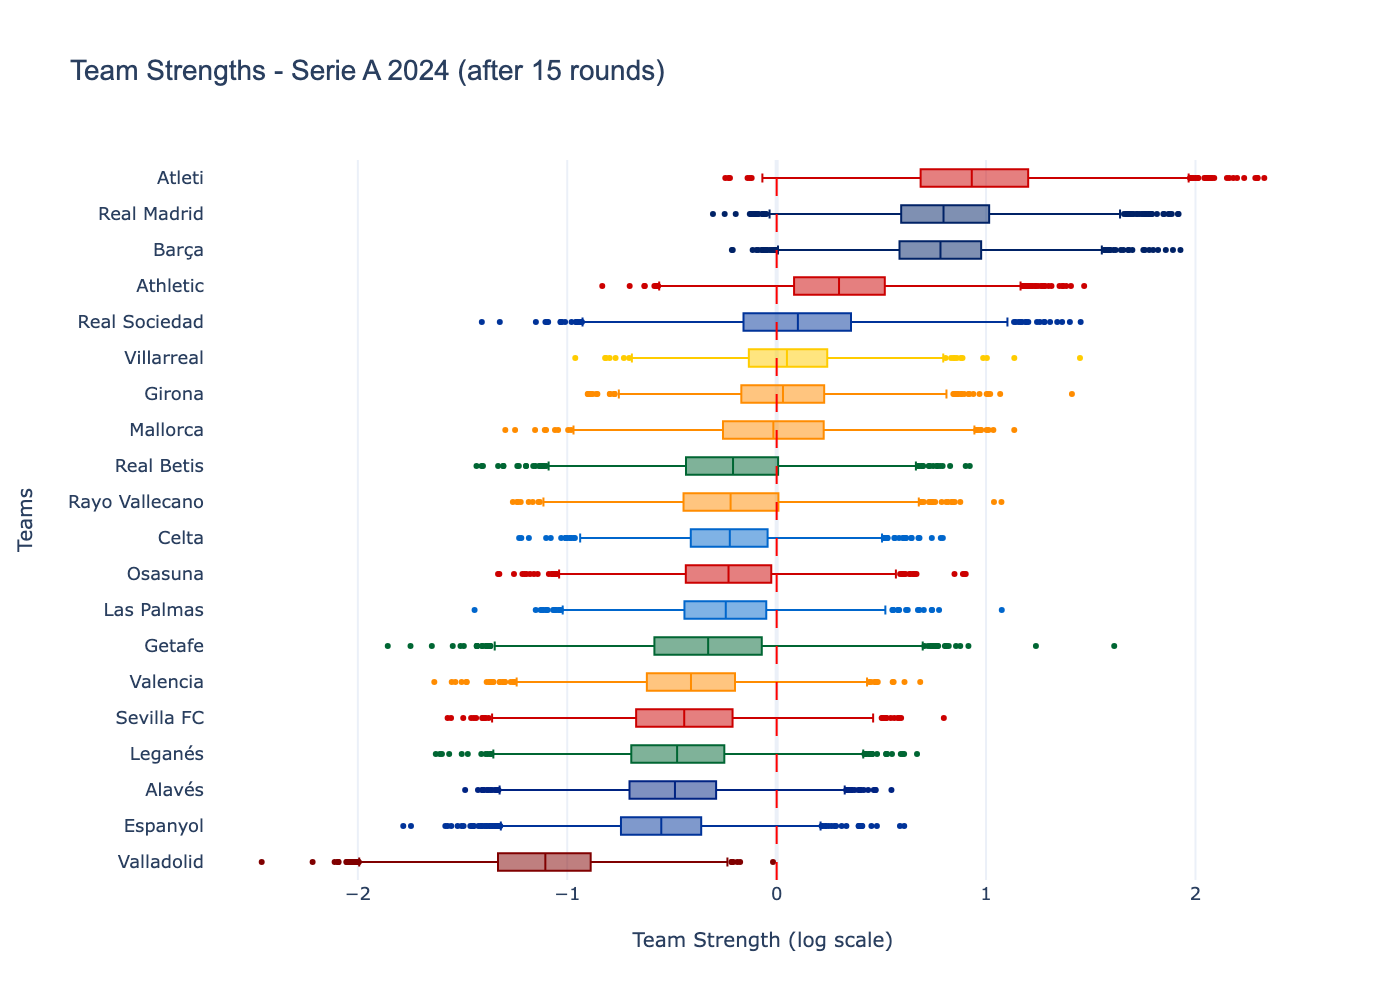 Team Strengths - Serie A 2024 (after 15 rounds)
Atleti
Real Madrid
Barça
Athletic
Real Sociedad
Villarreal
Girona
Mallorca
Real Betis
Rayo Vallecano
Celta
Osasuna
Las Palmas
Getafe
Valencia
Sevilla FC
Leganés
Alavés
Espanyol
Valladolid
Teams
−2 −1 0 1 2
Team Strength (log scale)